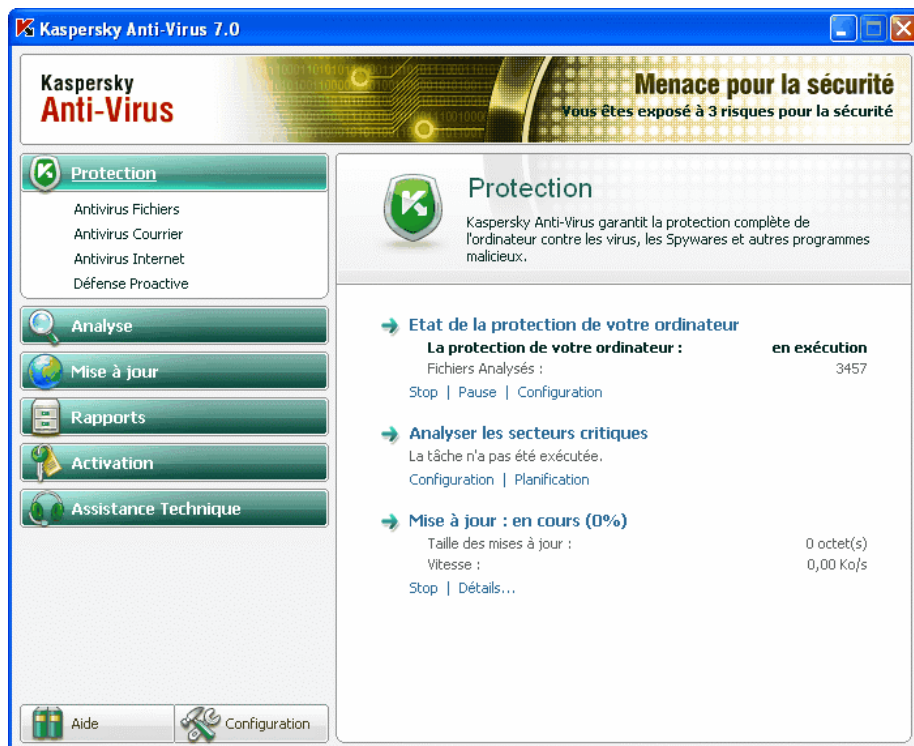 Kaspersky Anti-Virus 7.0
Kaspersky
Anti-Virus
Menace pour la sécurité
Vous êtes exposé à 3 risques pour la sécurité
Protection
Antivirus Fichiers
Antivirus Courrier
Antivirus Internet
Défense Proactive
Analyse
Mise à jour
Rapports
Activation
Assistance Technique
Aide
Configuration
Protection
Kaspersky Anti-Virus garantit la protection complète de
l'ordinateur contre les virus, les Spywares et autres programmes
malicieux.
Etat de la protection de votre ordinateur
La protection de votre ordinateur : en exécution
Fichiers Analysés : 3457
Stop | Pause | Configuration
Analyser les secteurs critiques
La tâche n'a pas été exécutée.
Configuration | Planification
Mise à jour : en cours (0%)
Taille des mises à jour : 0 octet(s)
Vitesse : 0,00 Ko/s
Stop | Détails...